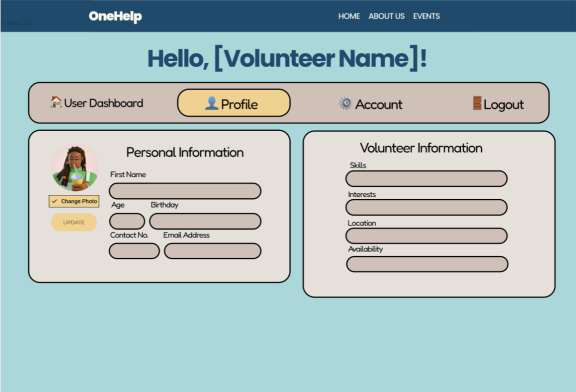 OneHelp
HOME ABOUT US EVENTS
Hello, [Volunteer Name]!
User Dashboard Profile Account Logout
Personal Information
First Name
Change Photo
Age Birthday
UPDATE
Contact No. Email Address
Volunteer Information
Skills
Interests
Location
Availability